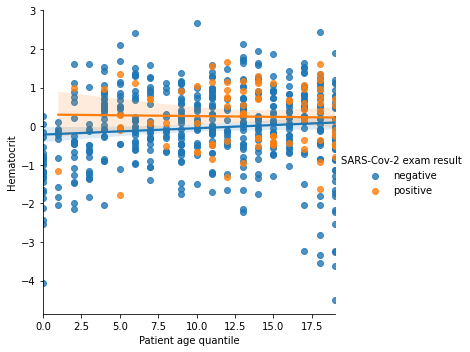 3
2
1
0
−1
−2
−3
−4
Hematocrit
0.0 2.5 5.0 7.5 10.0 12.5 15.0 17.5
Patient age quantile
SARS-Cov-2 exam result
negative
positive